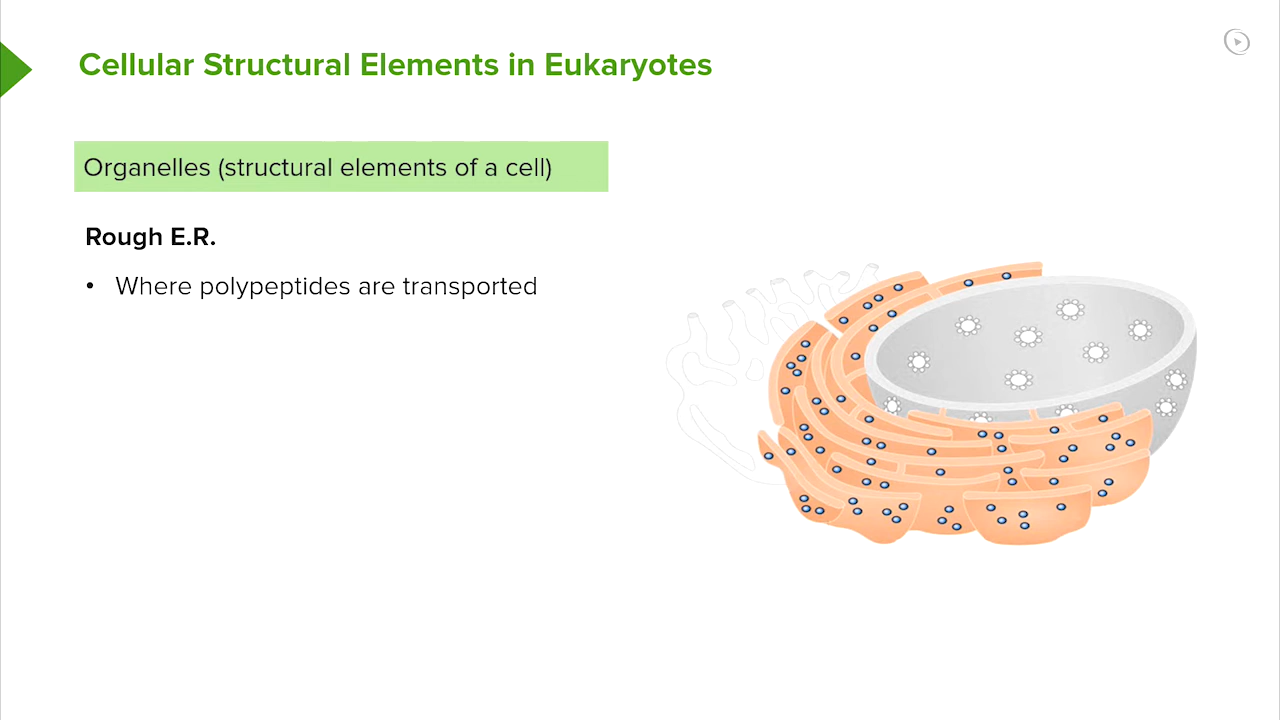 Cellular Structural Elements in Eukaryotes
Organelles (structural elements of a cell)
Rough E.R.
• Where polypeptides are transported